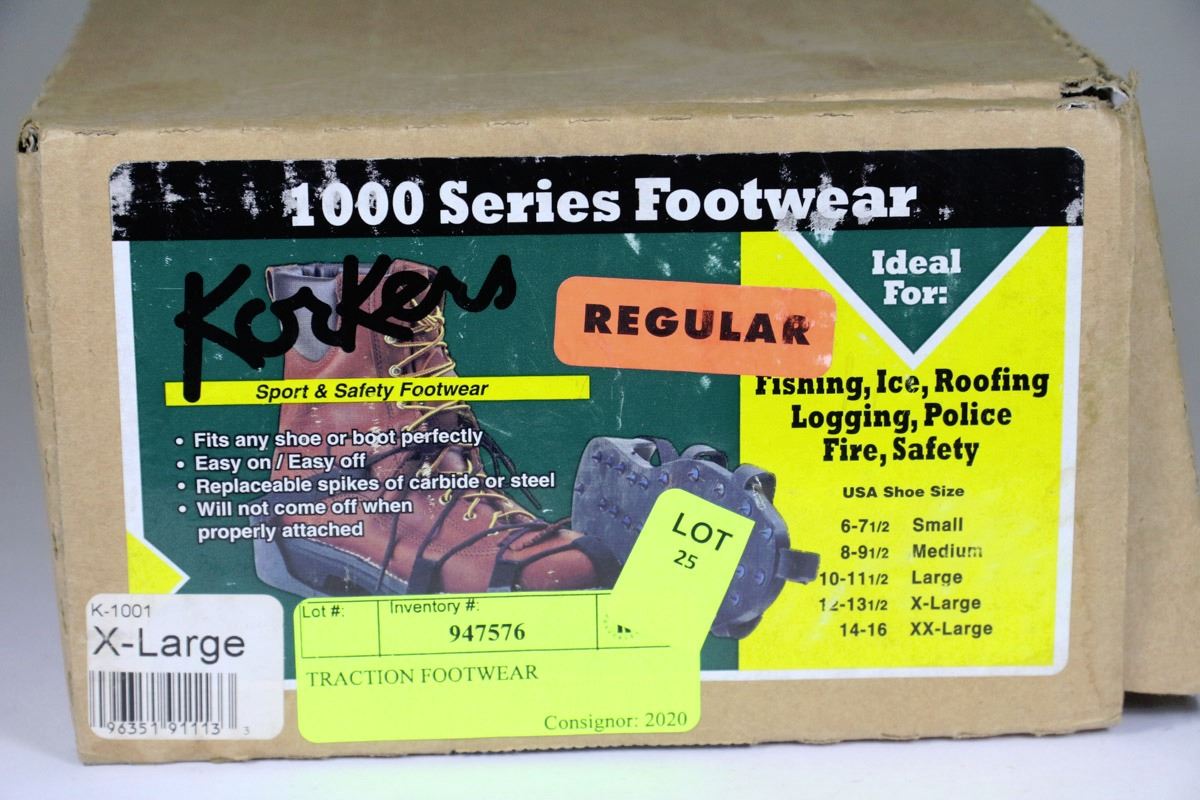 1000 Series Footwear
Korkers
Sport & Safety Footwear
• Fits any shoe or boot perfectly
• Easy on / Easy off
• Replaceable spikes of carbide or steel
• Will not come off when
properly attached
REGULAR
Ideal
For:
Fishing, Ice, Roofing
Logging, Police
Fire, Safety
USA Shoe Size
6-7 1/2 Small
8-9 1/2 Medium
10-11 1/2 Large
12-13 1/2 X-Large
14-16 XX-Large
LOT
25
K-1001
X-Large
96351 91113 3
Lot #: Inventory #:
947576
TRACTION FOOTWEAR
Consignor: 2020